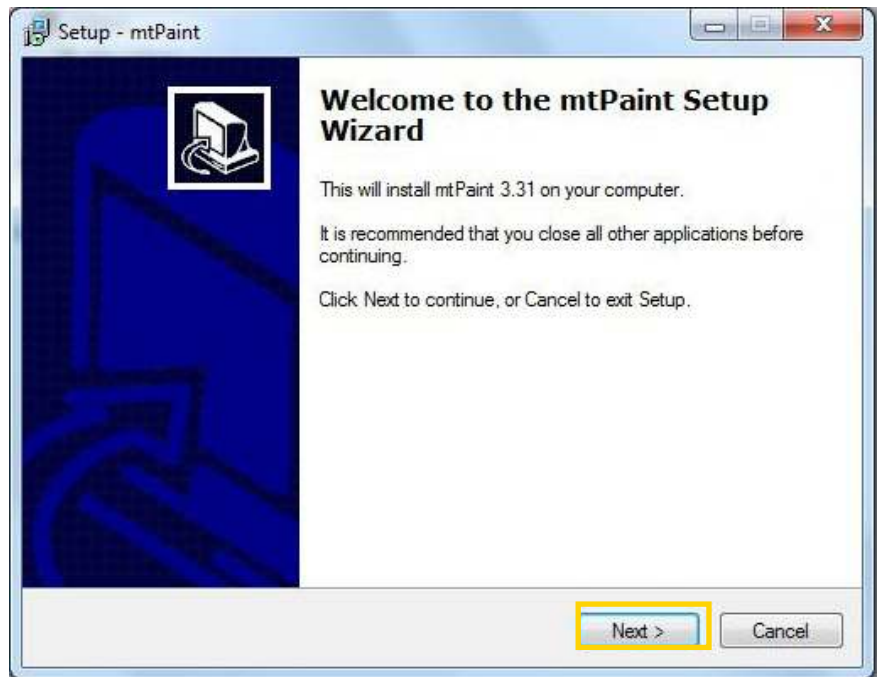 Setup - mtPaint
Welcome to the mtPaint Setup
Wizard
This will install mtPaint 3.31 on your computer.
It is recommended that you close all other applications before
continuing.
Click Next to continue, or Cancel to exit Setup.
Next >
Cancel